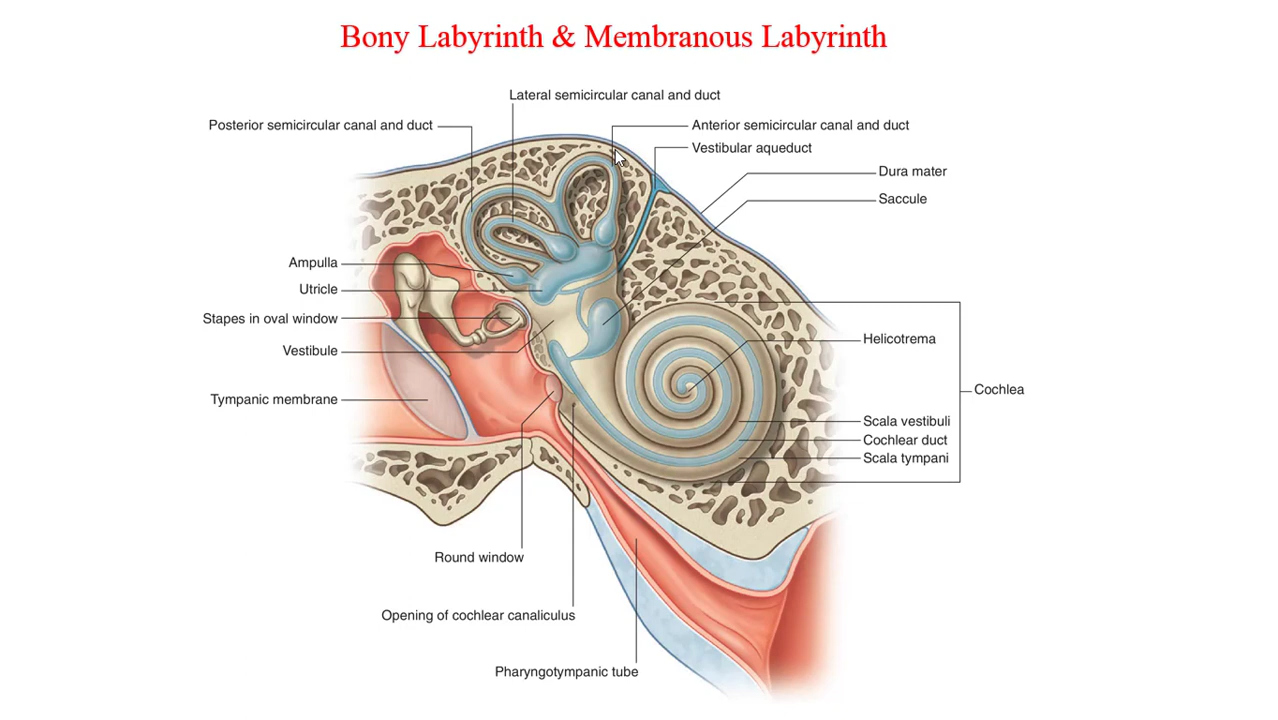 Bony Labyrinth & Membranous Labyrinth
Lateral semicircular canal and duct
Posterior semicircular canal and duct
Anterior semicircular canal and duct
Vestibular aqueduct
Dura mater
Saccule
Ampulla
Utricle
Stapes in oval window
Vestibule
Tympanic membrane
Helicotrema
Cochlea
Scala vestibuli
Cochlear duct
Scala tympani
Round window
Opening of cochlear canaliculus
Pharyngotympanic tube